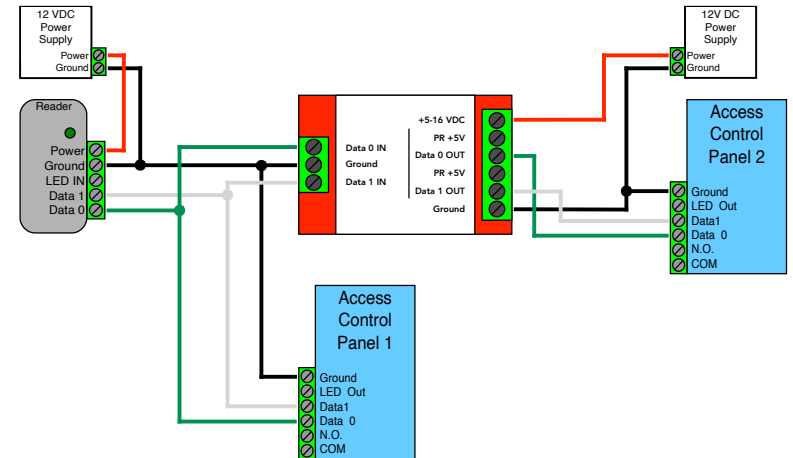 12 VDC
Power
Supply
Power
Ground
Reader
Power
Ground
LED IN
Data 1
Data 0
Data 0 IN
Ground
Data 1 IN
+5-16 VDC
PR +5V
Data 0 OUT
PR +5V
Data 1 OUT
Ground
12V DC
Power
Supply
Power
Ground
Access
Control
Panel 2
Ground
LED Out
Data1
Data 0
N.O.
COM
Access
Control
Panel 1
Ground
LED Out
Data1
Data 0
N.O.
COM